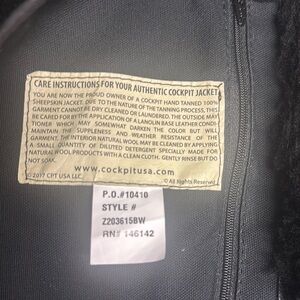 CARE INSTRUCTIONS FOR YOUR AUTHENTIC COCKPIT JACKET
YOU ARE NOW THE PROUD OWNER OF A COCKPIT HAND TANNED 100%
SHEEPSKIN JACKET. DUE TO THE NATURE OF THE TANNING PROCESS, THIS
GARMENT CANNOT BE DRY CLEANED OR LAUNDERED. THE OUTSIDE MAY
BE CARED FOR BY THE APPLICATION OF A LANOLIN BASE LEATHER CONDI-
TIONER WHICH MAY SOMEWHAT DARKEN THE COLOR BUT WILL
MAINTAIN THE SUPPLENESS AND WEATHER RESISTANCE OF THE
GARMENT. THE INTERIOR NATURAL WOOL MAY BE CLEANED BY APPLYING
A SMALL QUANTITY OF DILUTED DETERGENT SPECIALLY MADE FOR
NATURAL WOOL PRODUCTS WITH A CLEAN CLOTH. GENTLY RINSE BUT DO
NOT SOAK.
www.cockpitusa.com
© 2017 CPT USA LLC. © All Rights Reserved
P.O.#10410
STYLE #
Z203615BW
RN# 146142